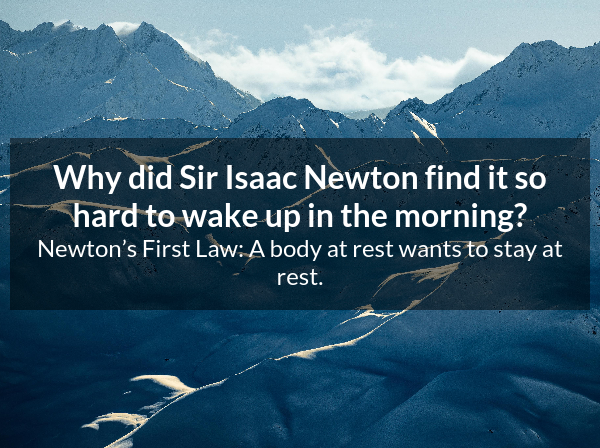 Why did Sir Isaac Newton find it so
hard to wake up in the morning?
Newton’s First Law: A body at rest wants to stay at
rest.